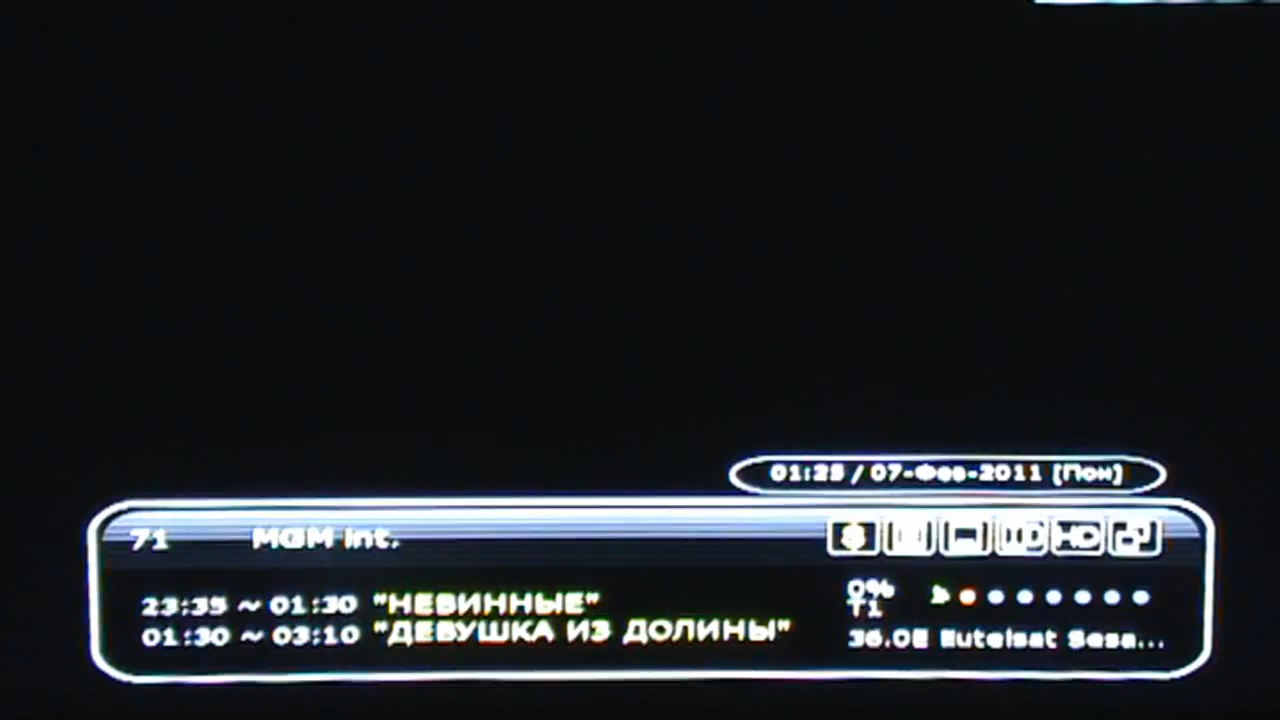 01:25 / 07-Фев-2011 [Пон]
71 MGM Int.
HD
23:35 ~ 01:30 "НЕВИННЫЕ"
01:30 ~ 03:10 "ДЕВУШКА ИЗ ДОЛИНЫ"
0%
T1
36.0E Eutelsat Sesa...